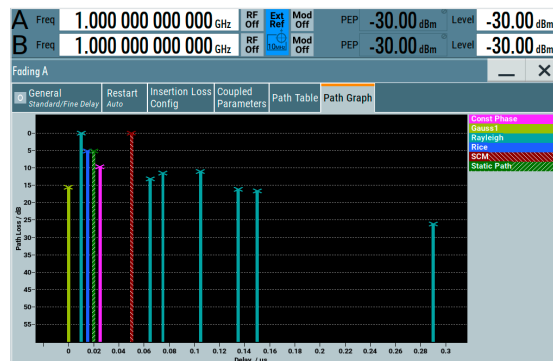 A Freq 1.000 000 000 000 GHz RF Off Ext Ref Mod Off PEP -30.00 dBm Level -30.00 dBm
B Freq 1.000 000 000 000 GHz RF Off 10MHz Mod Off PEP -30.00 dBm Level -30.00 dBm
Fading A
General
Standard/Fine Delay
Restart
Auto
Insertion Loss
Config
Coupled
Parameters
Path Table
Path Graph
Const Phase
Gauss1
Rayleigh
Rice
SCM
Static Path
Path Loss / dB
0
5
10
15
20
25
30
35
40
45
50
55
0 0.02 0.04 0.06 0.08 0.1 0.12 0.14 0.16 0.18 0.2 0.22 0.24 0.26 0.28 0.3
Delay / us